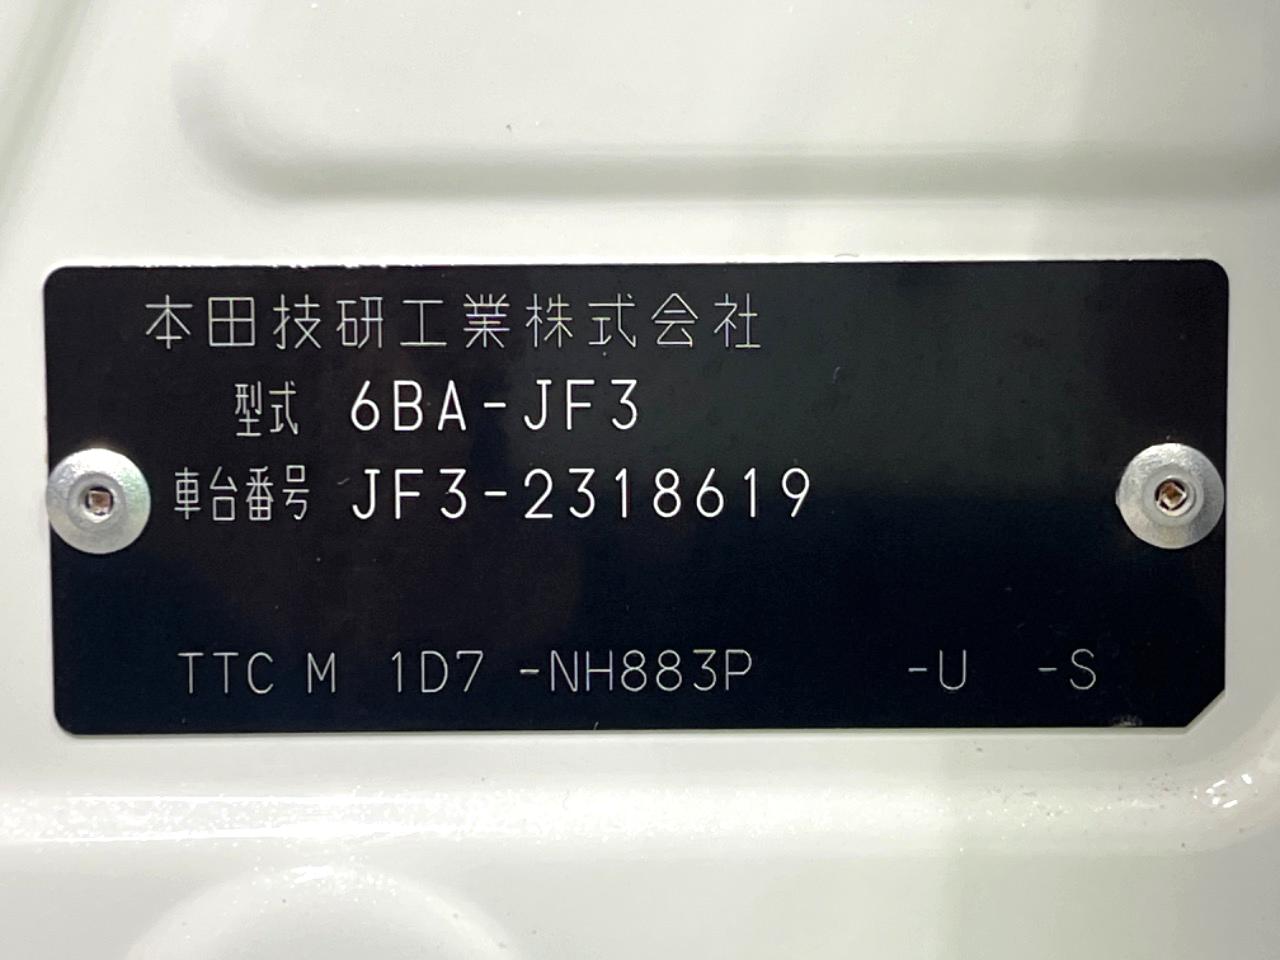 本田技研工業株式会社
型式 6BA-JF3
車台番号 JF3-2318619
TTC M 1D7 -NH883P -U -S